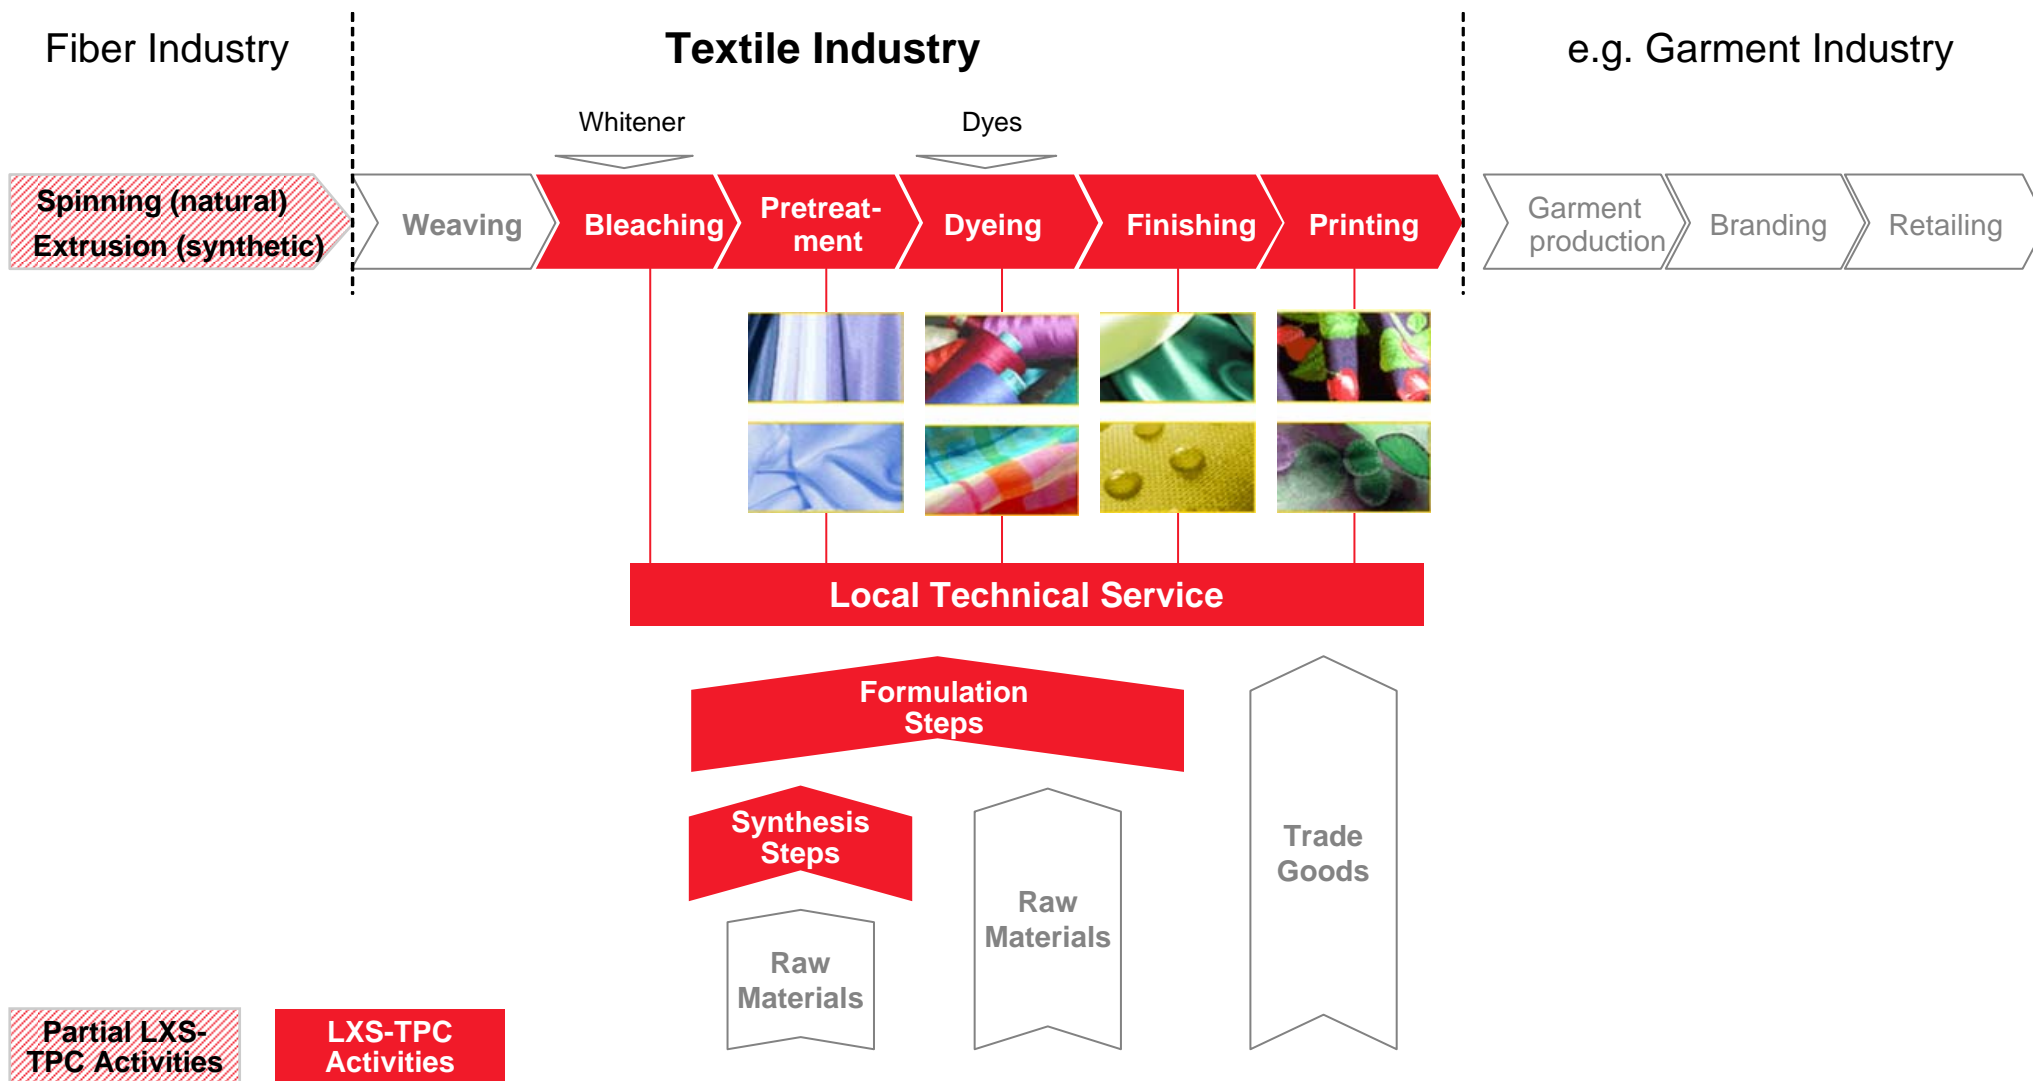 Fiber Industry
Textile Industry
e.g. Garment Industry
Whitener
Dyes
Spinning (natural)
Extrusion (synthetic)
Weaving
Bleaching
Pretreat-
ment
Dyeing
Finishing
Printing
Garment
production
Branding
Retailing
Local Technical Service
Formulation
Steps
Synthesis
Steps
Raw
Materials
Raw
Materials
Trade
Goods
Partial LXS-
TPC Activities
LXS-TPC
Activities